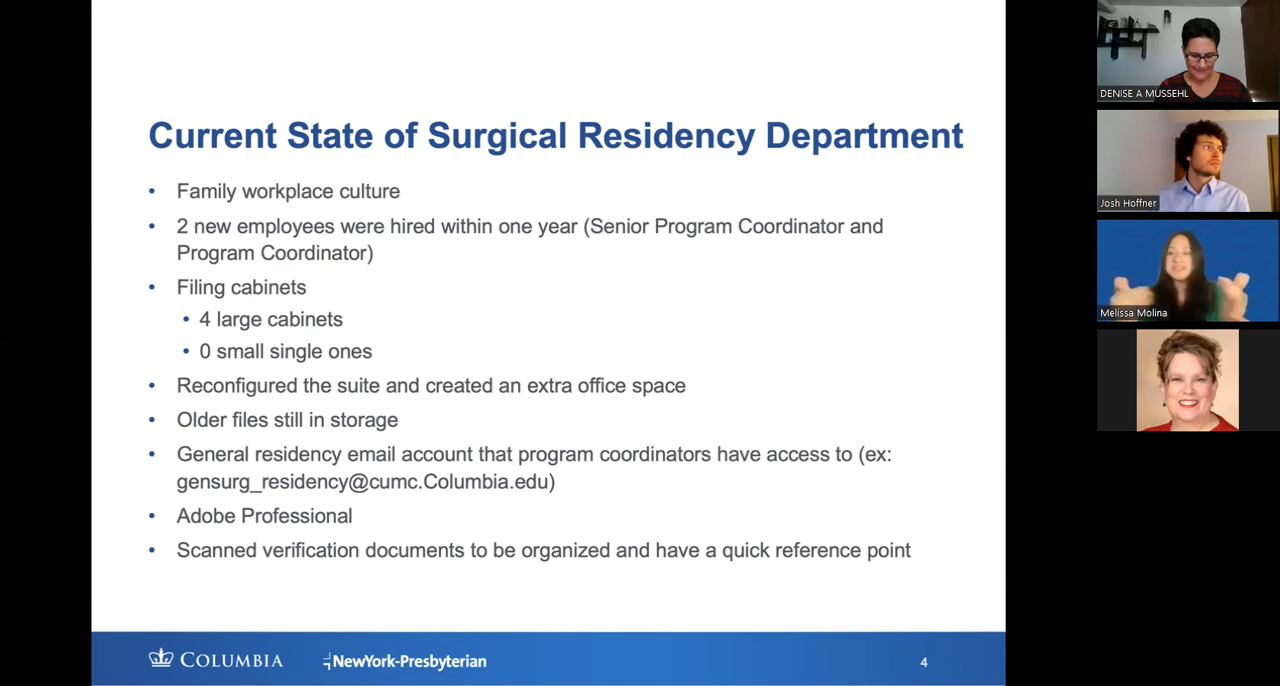 Current State of Surgical Residency Department
• Family workplace culture
• 2 new employees were hired within one year (Senior Program Coordinator and
Program Coordinator)
• Filing cabinets
• 4 large cabinets
• 0 small single ones
• Reconfigured the suite and created an extra office space
• Older files still in storage
• General residency email account that program coordinators have access to (ex:
gensurg_residency@cumc.Columbia.edu)
• Adobe Professional
• Scanned verification documents to be organized and have a quick reference point
COLUMBIA
NewYork-Presbyterian
4
DENISE A MUSSEHL
Josh Hoffner
Melissa Molina